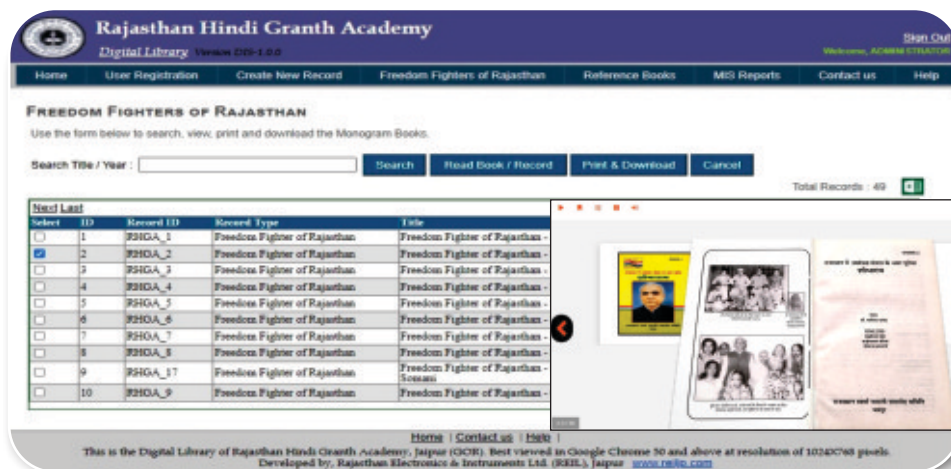 Rajasthan Hindi Granth Academy
Digital Library Version DIS-1.0.0
Sign Out
Welcome, ADMINISTRATOR
Home User Registration Create New Record Freedom Fighters of Rajasthan Reference Books MIS Reports Contact us Help
FREEDOM FIGHTERS OF RAJASTHAN
Use the form below to search, view, print and download the Monogram Books.
Search Title / Year : Search Read Book / Record Print & Download Cancel
Total Records : 49
Next Last
Select ID Record ID Record Type Title
1 RHGA_1 Freedom Fighter of Rajasthan Freedom Fighter of Rajasthan -
2 RHGA_2 Freedom Fighter of Rajasthan Freedom Fighter of Rajasthan -
3 RHGA_3 Freedom Fighter of Rajasthan Freedom Fighter of Rajasthan -
4 RHGA_4 Freedom Fighter of Rajasthan Freedom Fighter of Rajasthan -
5 RHGA_5 Freedom Fighter of Rajasthan Freedom Fighter of Rajasthan -
6 RHGA_6 Freedom Fighter of Rajasthan Freedom Fighter of Rajasthan -
7 RHGA_7 Freedom Fighter of Rajasthan Freedom Fighter of Rajasthan -
8 RHGA_8 Freedom Fighter of Rajasthan Freedom Fighter of Rajasthan -
9 RHGA_17 Freedom Fighter of Rajasthan Freedom Fighter of Rajasthan -
Somani
10 RHGA_9 Freedom Fighter of Rajasthan Freedom Fighter of Rajasthan -
Home | Contact us | Help |
This is the Digital Library of Rajasthan Hindi Granth Academy, Jaipur (GOR). Best viewed in Google Chrome 50 and above at resolution of 1024X768 pixels.
Developed by, Rajasthan Electronics & Instruments Ltd. (REIL), Jaipur www.reiljp.com